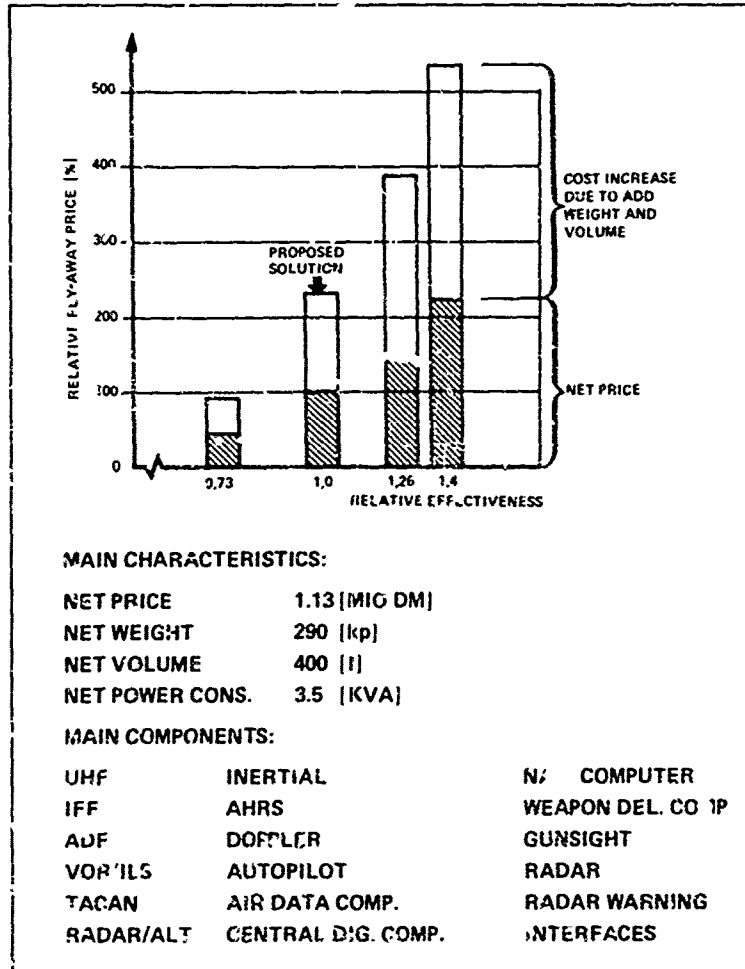 RELATIVE FLY-AWAY PRICE [%]
500
400
300
200
100
0
PROPOSED
SOLUTION
COST INCREASE
DUE TO ADD
WEIGHT AND
VOLUME
NET PRICE
0,73 1,0 1,26 1,4
RELATIVE EFFECTIVENESS
MAIN CHARACTERISTICS:
NET PRICE 1.13 [MIO DM]
NET WEIGHT 290 [kp]
NET VOLUME 400 [l]
NET POWER CONS. 3.5 [KVA]
MAIN COMPONENTS:
UHF INERTIAL COMPUTER
IFF AHRS WEAPON DEL.
ADF DOPPLER GUNSIGHT
VOR/ILS AUTOPILOT RADAR
TACAN AIR DATA COMP. RADAR WARNING
RADAR/ALT CENTRAL DIG. COMP. INTERFACES